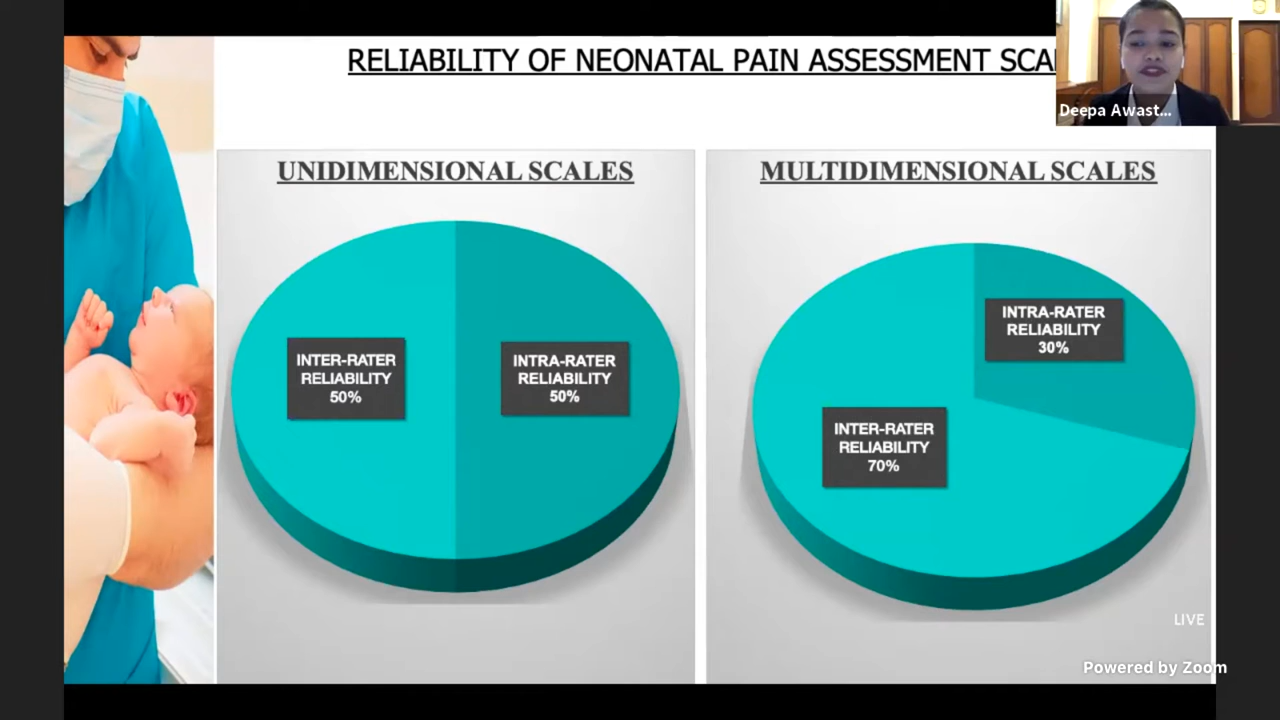 RELIABILITY OF NEONATAL PAIN ASSESSMENT SCA
Deepa Awast...
UNIDIMENSIONAL SCALES
INTER-RATER
RELIABILITY
50%
INTRA-RATER
RELIABILITY
50%
MULTIDIMENSIONAL SCALES
INTRA-RATER
RELIABILITY
30%
INTER-RATER
RELIABILITY
70%
LIVE
Powered by Zoom